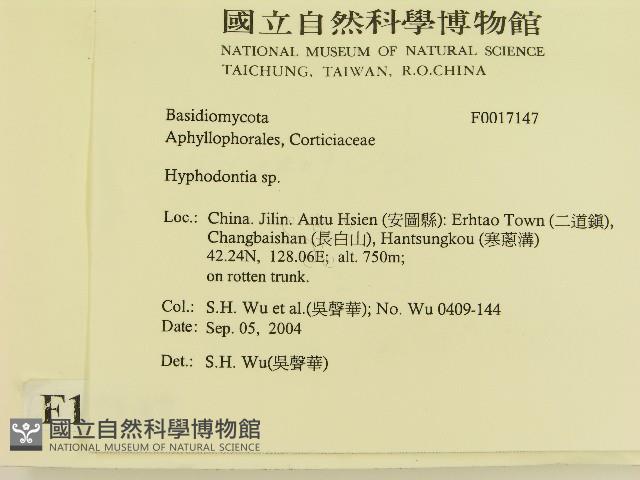 國立自然科學博物館
NATIONAL MUSEUM OF NATURAL SCIENCE
TAICHUNG, TAIWAN, R.O.CHINA
Basidiomycota F0017147
Aphyllophorales, Corticiaceae
Hyphodontia sp.
Loc.: China. Jilin. Antu Hsien (安圖縣): Erhtao Town (二道鎮),
Changbaishan (長白山), Hantsungkou (寒蔥溝)
42.24N, 128.06E; alt. 750m;
on rotten trunk.
Col.: S.H. Wu et al.(吳聲華); No. Wu 0409-144
Date: Sep. 05, 2004
Det.: S.H. Wu(吳聲華)
F1
國立自然科學博物館
NATIONAL MUSEUM OF NATURAL SCIENCE